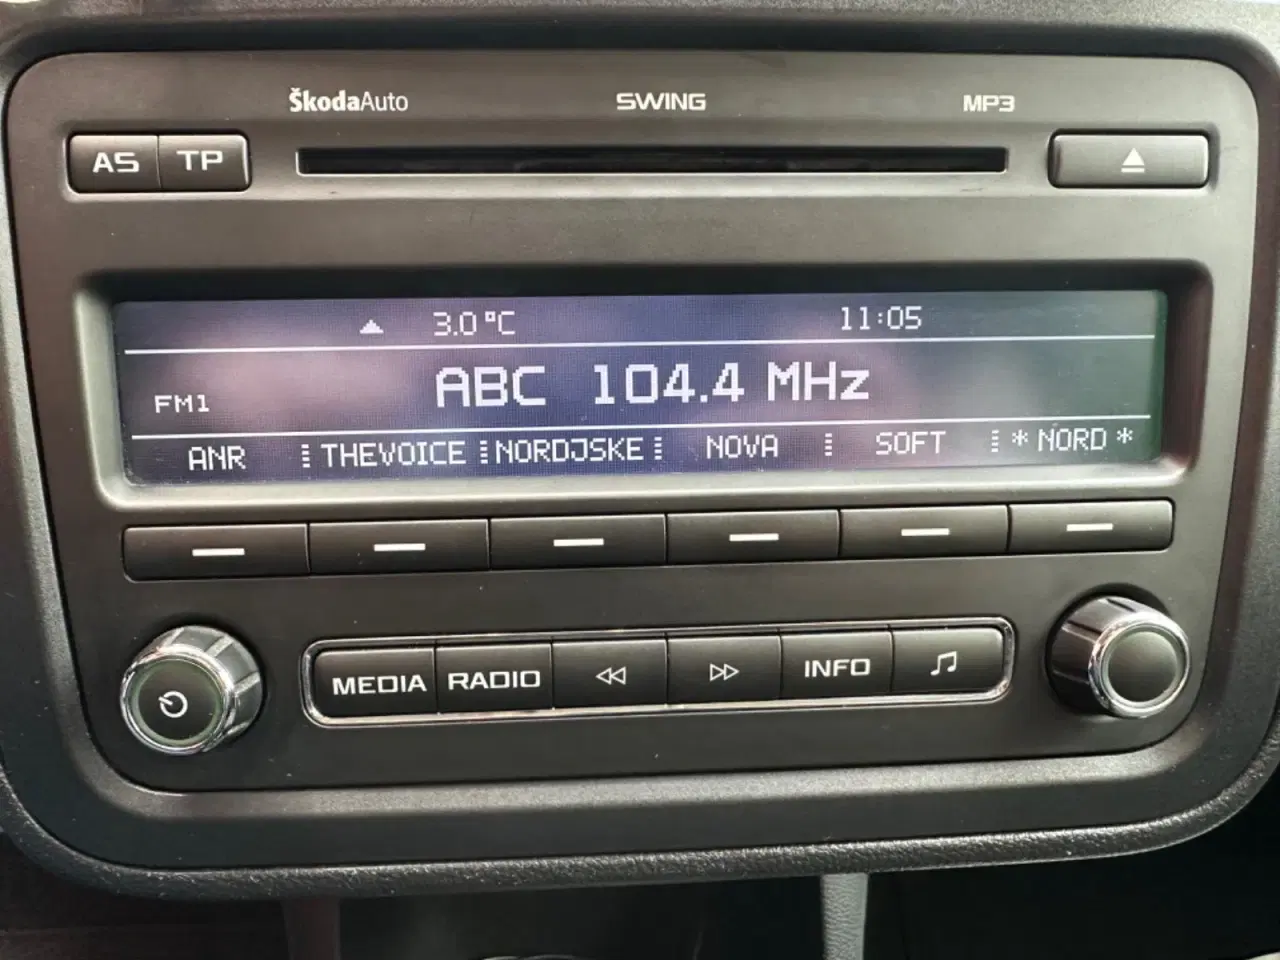 ŠkodaAuto SWING MP3
AS TP
3.0 °C 11:05
FM1 ABC 104.4 MHz
ANR THEVOICE NORDJSKE NOVA SOFT * NORD *
MEDIA RADIO INFO